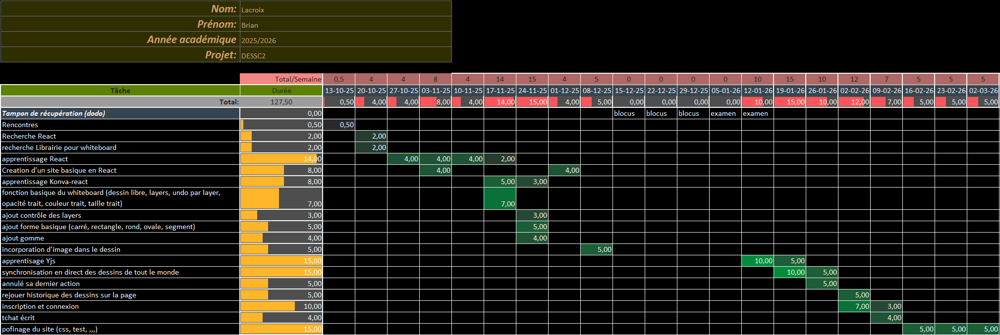 Nom: Lacroix
Prénom: Brian
Année académique 2025/2026
Projet: DESSC2
Total/Semaine 0,5 4 4 8 4 14 15 4 5 0 0 0 0 10 15 10 12 7 5 5 5
Tâche Durée 13-10-25 20-10-25 27-10-25 03-11-25 10-11-25 17-11-25 24-11-25 01-12-25 08-12-25 15-12-25 22-12-25 29-12-25 05-01-26 12-01-26 19-01-26 26-01-26 02-02-26 09-02-26 16-02-26 23-02-26 02-03-26
Total: 127,50 0,50 4,00 4,00 8,00 4,00 14,00 15,00 4,00 5,00 0,00 0,00 0,00 0,00 10,00 15,00 10,00 12,00 7,00 5,00 5,00 5,00
Tampon de récupération (dodo) 0,00 blocus blocus blocus examen examen
Rencontres 0,50 0,50
Recherche React 2,00 2,00
recherche Librairie pour whiteboard 2,00 2,00
apprentissage React 14,00 4,00 4,00 4,00 2,00
Creation d'un site basique en React 8,00 4,00 4,00
apprentissage Konva-react 8,00 5,00 3,00
fonction basique du whiteboard (dessin libre, layers, undo par layer,
opacité trait, couleur trait, taille trait) 7,00 7,00
ajout contrôle des layers 3,00 3,00
ajout forme basique (carré, rectangle, rond, ovale, segment) 5,00 5,00
ajout gomme 4,00 4,00
incorporation d'image dans le dessin 5,00 5,00
apprentisage Yjs 15,00 10,00 5,00
synchronisation en direct des dessins de tout le monde 15,00 10,00 5,00
annulé sa dernier action 5,00 5,00
rejouer historique des dessins sur la page 5,00 5,00
inscription et connexion 10,00 7,00 3,00
tchat écrit 4,00 4,00
pofinage du site (css, test, ,,,) 15,00 5,00 5,00 5,00